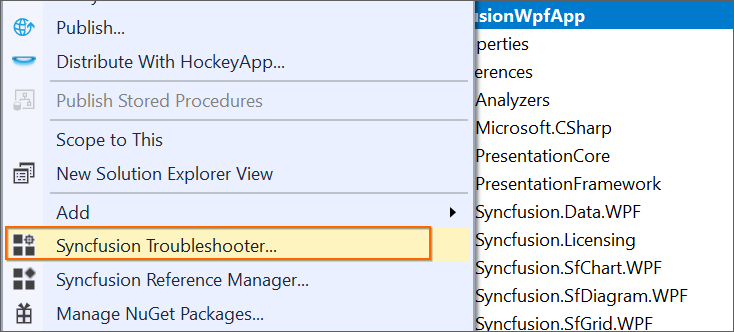 Publish...
Distribute With HockeyApp...
Publish Stored Procedures
Scope to This
New Solution Explorer View
Add
Syncfusion Troubleshooter...
Syncfusion Reference Manager...
Manage NuGet Packages...
usionWpfApp
perties
erences
Analyzers
Microsoft.CSharp
PresentationCore
PresentationFramework
Syncfusion.Data.WPF
Syncfusion.Licensing
Syncfusion.SfChart.WPF
Syncfusion.SfDiagram.WPF
Syncfusion.SfGrid.WPF